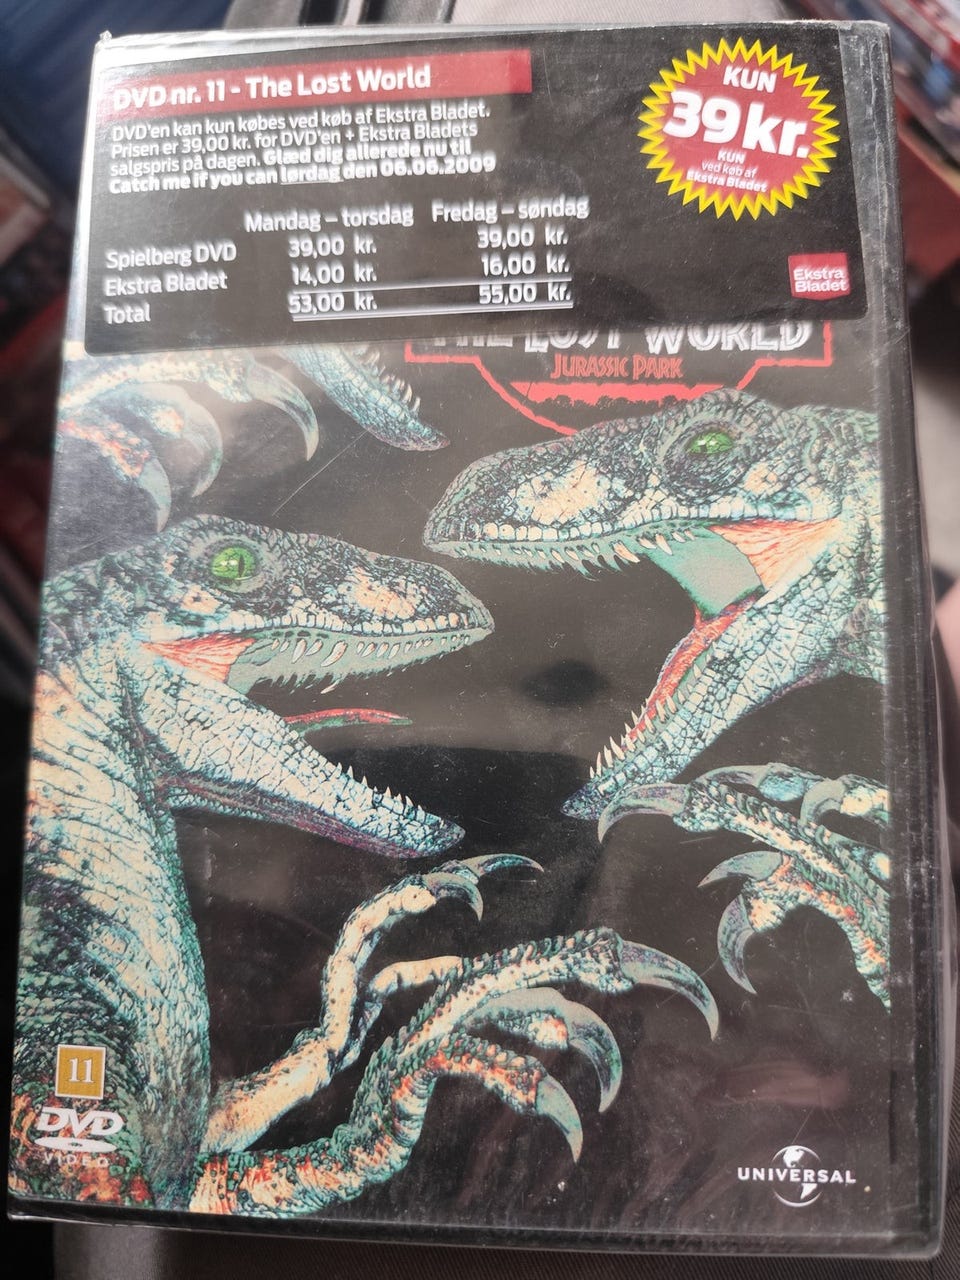 DVD nr. 11 - The Lost World
DVD'en kan kun købes ved køb af Ekstra Bladet.
Prisen er 39,00 kr. for DVD'en + Ekstra Bladets
salgspris på dagen. Glæd dig allerede nu til
Catch me if you can lørdag den 06.06.2009
KUN
39 kr.
KUN
ved køb af
Ekstra Bladet
Mandag – torsdag Fredag – søndag
Spielberg DVD 39,00 kr. 39,00 kr.
Ekstra Bladet 14,00 kr. 16,00 kr.
Total 53,00 kr. 55,00 kr.
Ekstra
Bladet
THE LOST WORLD
JURASSIC PARK
11
DVD
VIDEO
UNIVERSAL